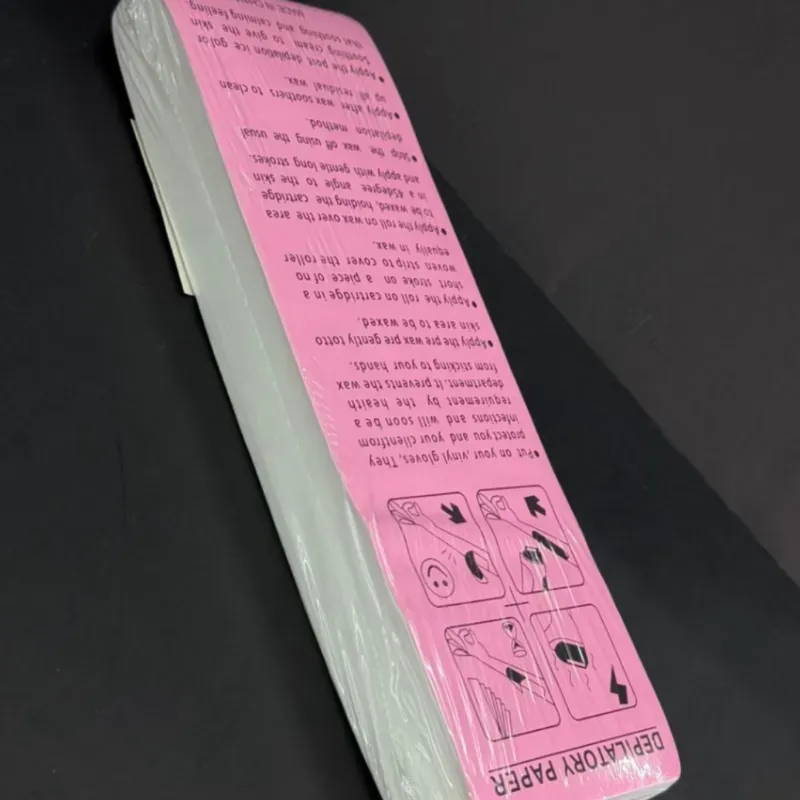 DEPILATORY PAPER
●Put on your vinyl gloves, They
protect you and your clientfrom
infections and will soon be a
requirement by the health
department. It prevents the wax
from sticking to your hands.
●Apply the pre wax pre gently totto
skin area to be waxed.
●Apply the roll on cartridge in a
short stroke on a piece of no
woven strip to cover the roller
equally in wax.
●Apply the roll on wax over the area
to be waxed, holding the cartridge
in a 45degree angle to the skin
and apply with gentle long strokes.
●Strip the wax off using the usual
depilation method.
●Apply after wax soothers to clean
up all residual wax.
●Apply the post depilation ice golor
Soothing cream to give the skin
that soothing and calming feeling.
MADE IN CHINA